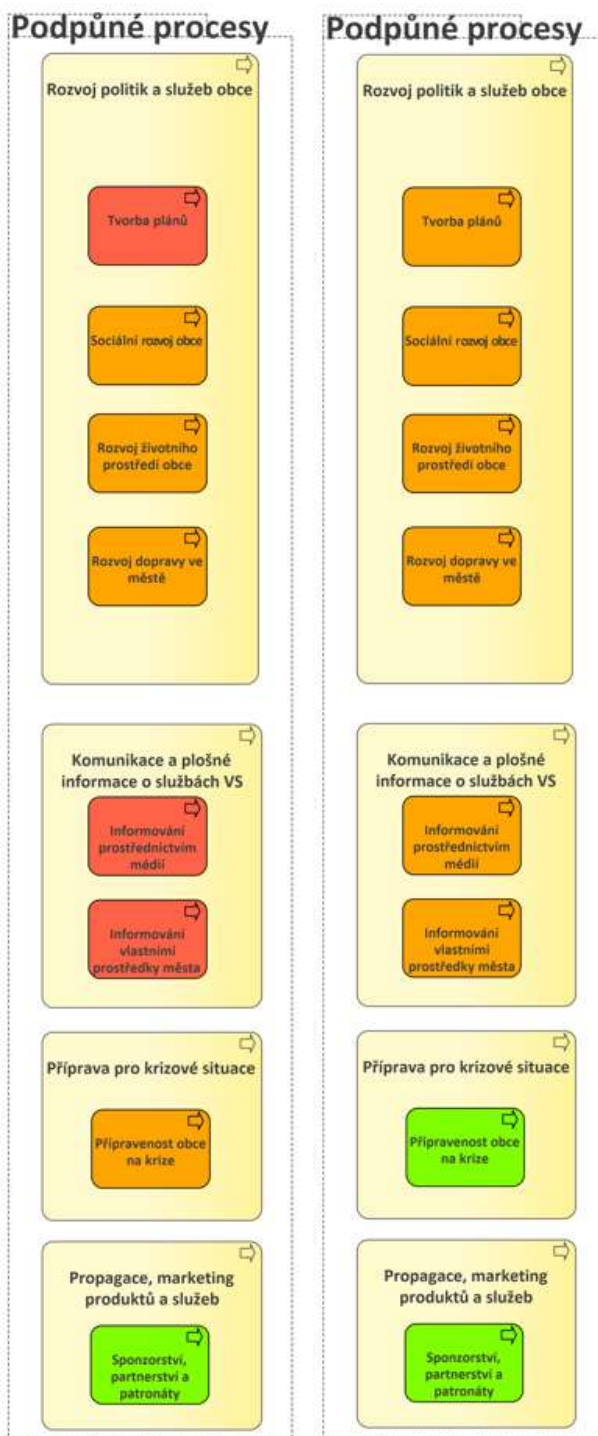 Podpůné procesy
Rozvoj politik a služeb obce
Tvorba plánů
Sociální rozvoj obce
Rozvoj životního
prostředí obce
Rozvoj dopravy ve
městě
Komunikace a plošné
informace o službách VS
Informování
prostřednictvím
médií
Informování
vlastními
prostředky města
Příprava pro krizové situace
Připravenost obce
na krize
Propagace, marketing
produktů a služeb
Sponzorství,
partnerství a
patronáty
Podpůné procesy
Rozvoj politik a služeb obce
Tvorba plánů
Sociální rozvoj obce
Rozvoj životního
prostředí obce
Rozvoj dopravy ve
městě
Komunikace a plošné
informace o službách VS
Informování
prostřednictvím
médií
Informování
vlastními
prostředky města
Příprava pro krizové situace
Připravenost obce
na krize
Propagace, marketing
produktů a služeb
Sponzorství,
partnerství a
patronáty